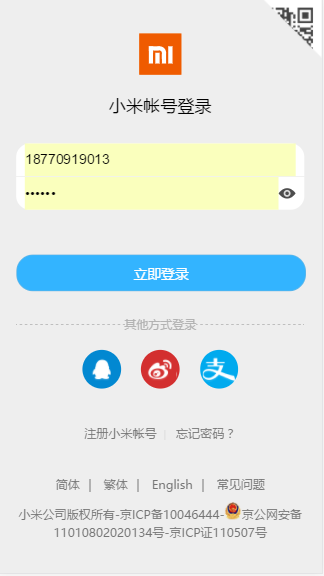 mi
小米帐号登录
18770919013
••••••
立即登录
其他方式登录
注册小米帐号 | 忘记密码？
简体 | 繁体 | English | 常见问题
小米公司版权所有-京ICP备10046444-京公网安备
11010802020134号-京ICP证110507号